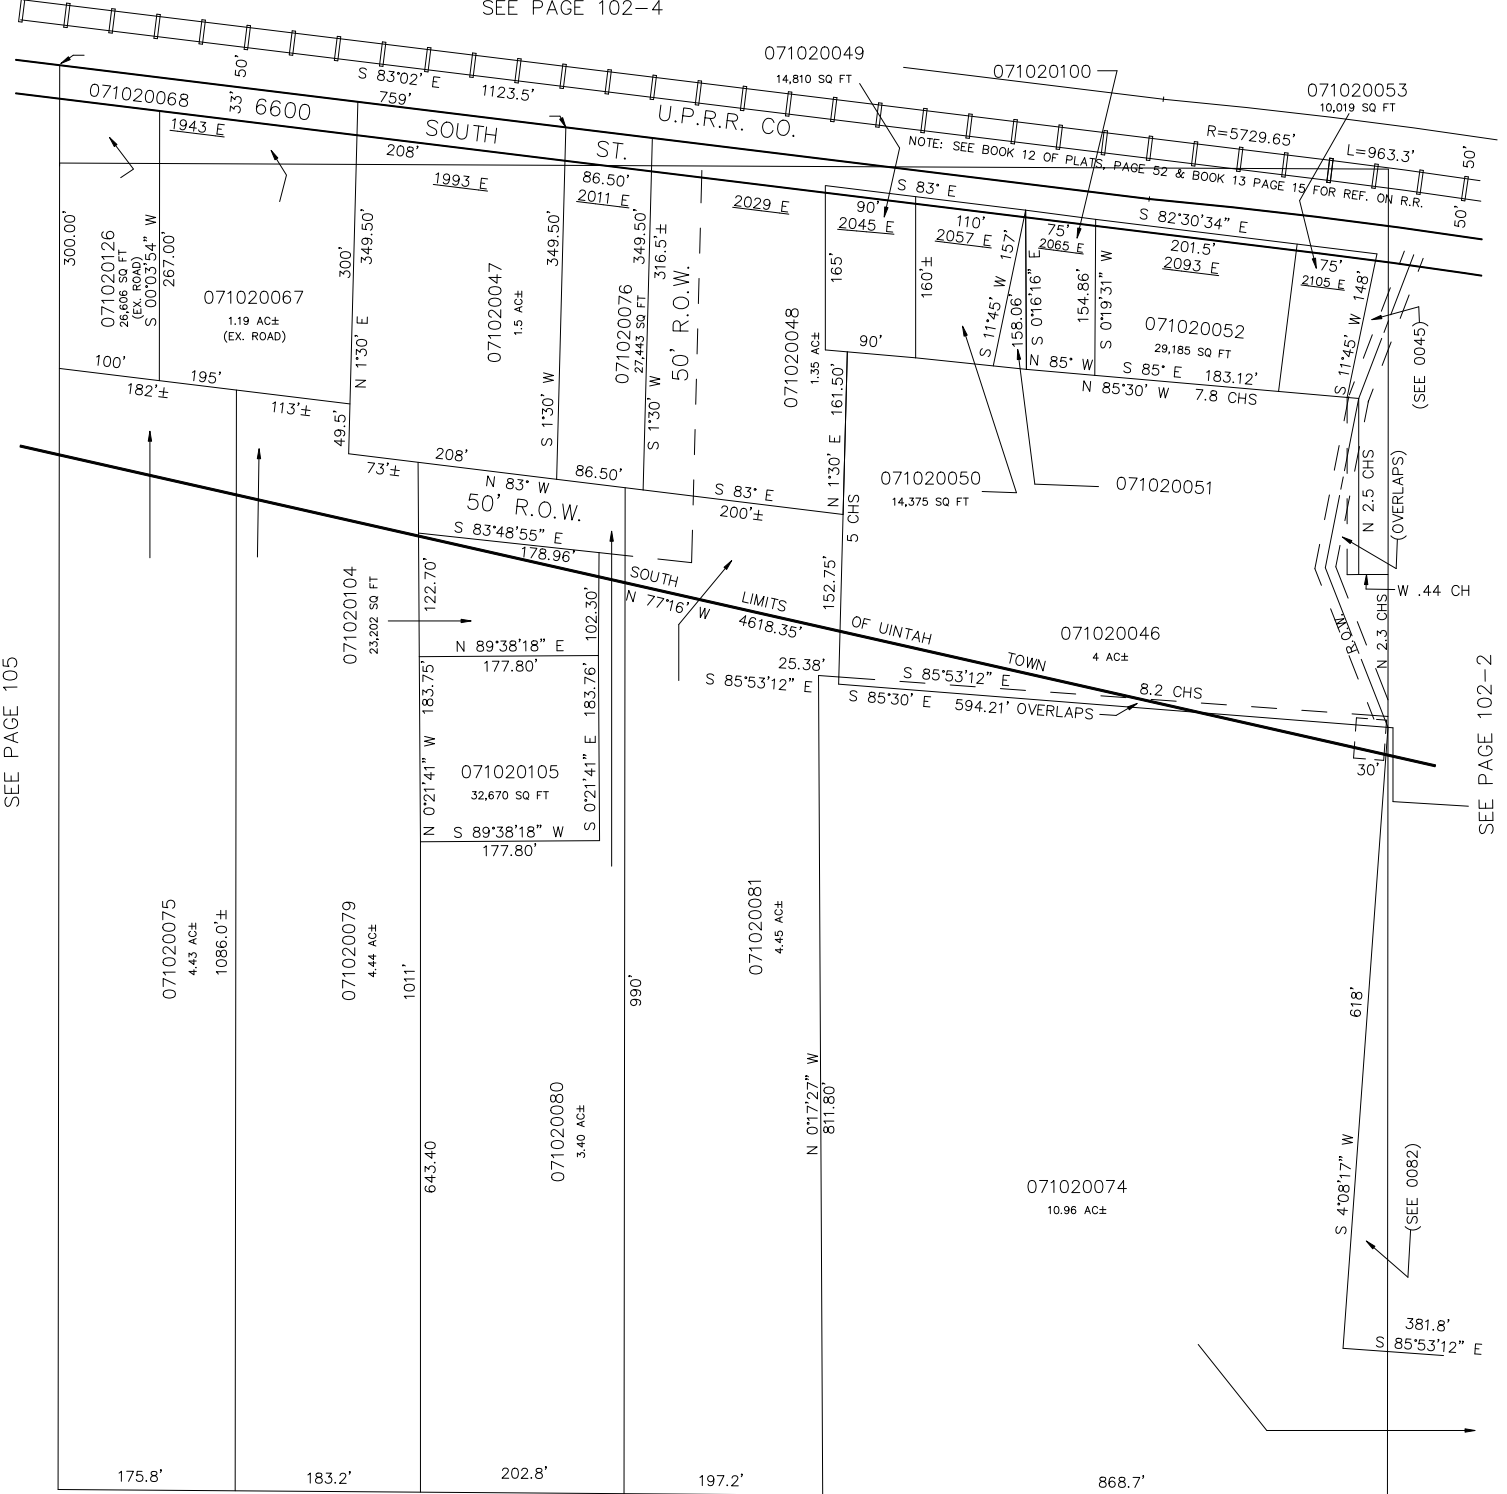 SEE PAGE 102-4
071020049
14,810 SQ FT
071020100
071020053
10,019 SQ FT
50'
S 83°02' E
1123.5'
759'
071020068
33'
6600
SOUTH
ST.
U.P.R.R. CO.
R=5729.65'
L=963.3'
50'
50'
NOTE: SEE BOOK 12 OF PLATS, PAGE 52 & BOOK 13 PAGE 15 FOR REF. ON R.R.
1943 E
208'
1993 E
86.50'
2011 E
2029 E
S 83° E
90'
2045 E
110'
2057 E
75'
2065 E
S 82°30'34" E
201.5'
2093 E
75'
2105 E
300.00'
071020126
26,606 SQ FT
(EX. ROAD)
S 00°03'54" W
267.00'
071020067
1.19 AC±
(EX. ROAD)
300'
349.50'
N 1°30' E
071020047
1.5 AC±
349.50'
S 1°30' W
071020076
27,443 SQ FT
349.50'
316.5'±
S 1°30' W
50' R.O.W.
071020048
1.35 AC±
165'
160'±
157'
S 11°45' W
158.06'
S 0°16'16" E
154.86'
S 0°19'31" W
071020052
29,185 SQ FT
148'
S 11°45' W
(SEE 0045)
90'
N 85° W
S 85° E
183.12'
N 85°30' W
7.8 CHS
100'
195'
182'±
113'±
49.5'
73'±
208'
N 83° W
86.50'
S 83° E
200'±
161.50'
N 1°30' E
5 CHS
071020050
14,375 SQ FT
071020051
N 2.5 CHS
(OVERLAPS)
50' R.O.W.
S 83°48'55" E
178.96'
071020104
23,202 SQ FT
122.70'
102.30'
SOUTH
LIMITS
OF UINTAH
TOWN
N 77°16' W
4618.35'
152.75'
W .44 CH
R.O.W.
N 2.3 CHS
071020046
4 AC±
N 89°38'18" E
177.80'
25.38'
S 85°53'12" E
S 85°53'12" E
8.2 CHS
S 85°30' E
594.21' OVERLAPS
30'
SEE PAGE 105
SEE PAGE 102-2
183.75'
N 0°21'41" W
183.76'
S 0°21'41" E
071020105
32,670 SQ FT
S 89°38'18" W
177.80'
071020075
4.43 AC±
1086.0'±
071020079
4.44 AC±
1011'
990'
071020081
4.45 AC±
618'
643.40
071020080
3.40 AC±
N 0°17'27" W
811.80'
071020074
10.96 AC±
S 4°08'17" W
(SEE 0082)
381.8'
S 85°53'12" E
175.8'
183.2'
202.8'
197.2'
868.7'